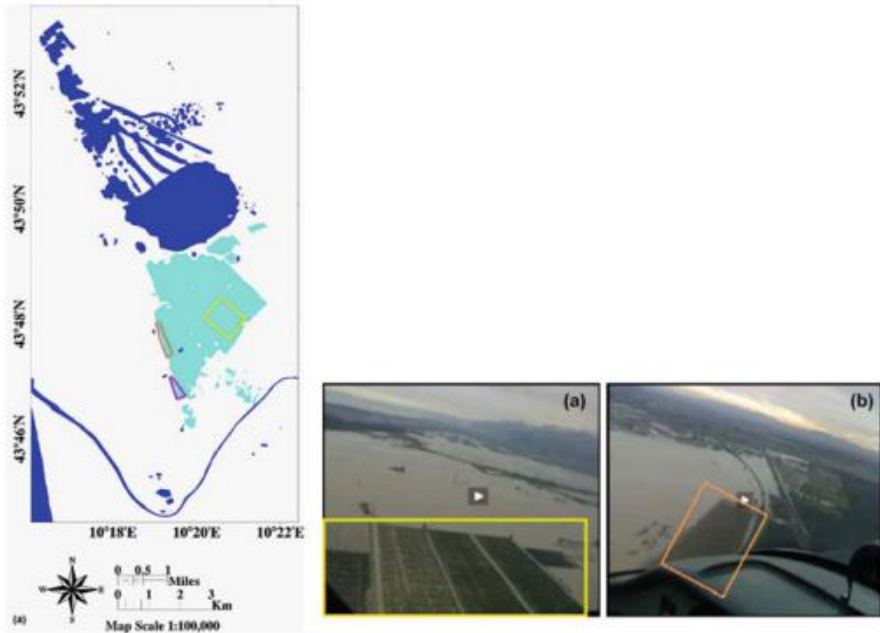 43°52'N
43°50'N
43°48'N
43°46'N
10°18'E
10°20'E
10°22'E
N
W
E
S
0 0.5 1
Miles
0 1 2 3
Km
(a)
Map Scale 1:100,000
(a)
(b)